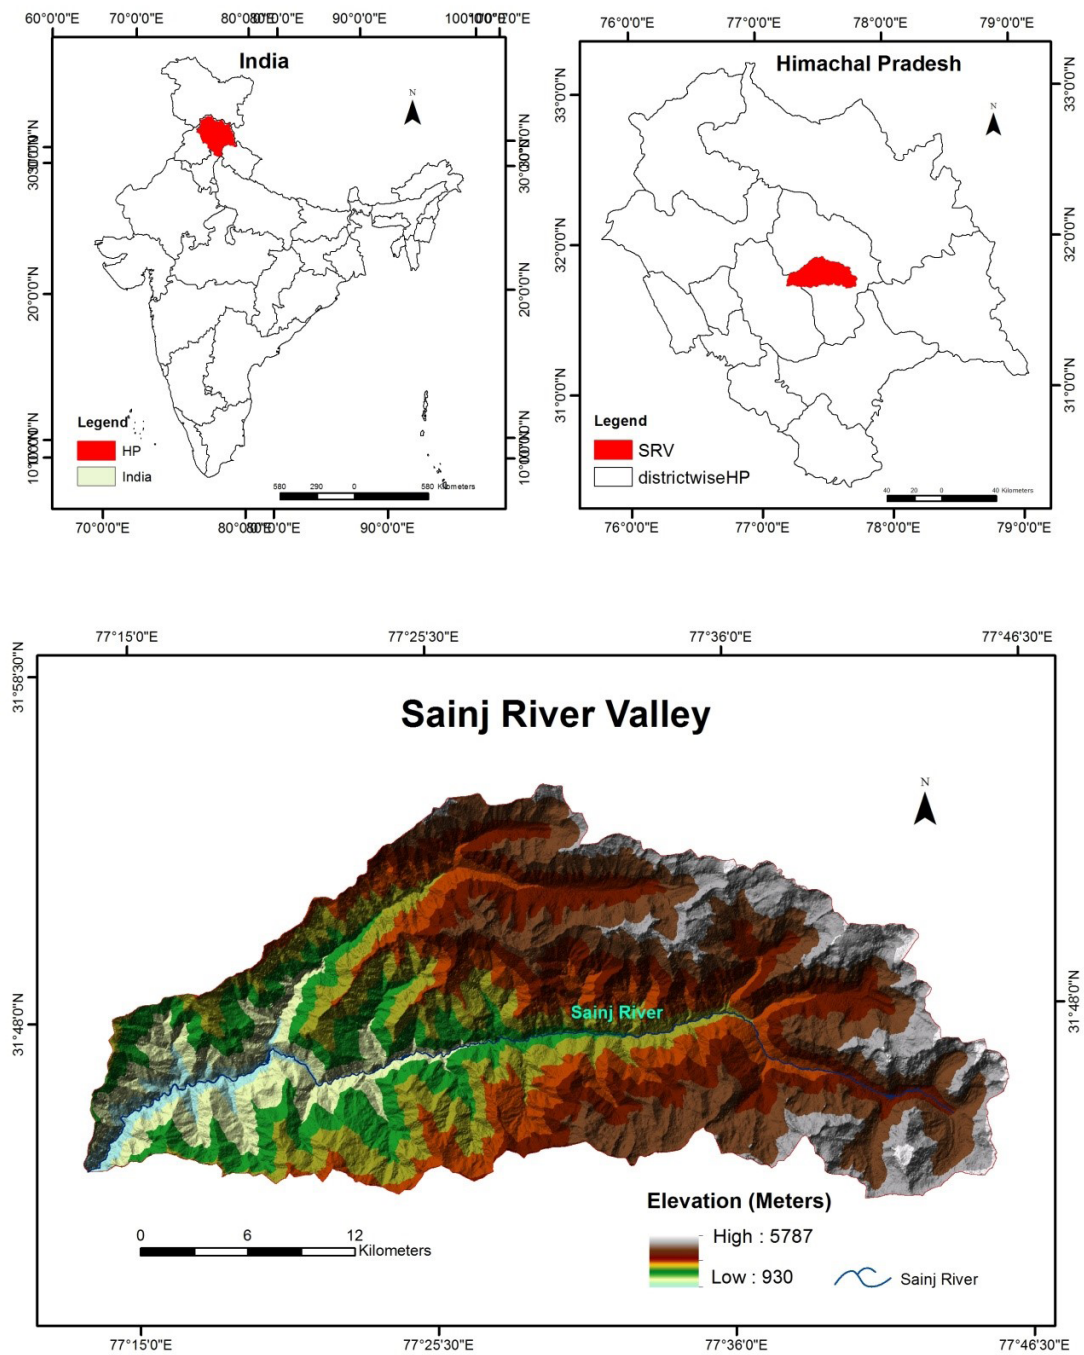 60°0'0"E 70°0'0"E 80°0'0"E 90°0'0"E
India
N
20°0'0"N
20°0'0"N
Legend
HP
India
580 290 0 580 Kilometers
70°0'0"E 90°0'0"E
76°0'0"E 77°0'0"E 78°0'0"E 79°0'0"E
Himachal Pradesh
N
33°0'0"N
33°0'0"N
32°0'0"N
32°0'0"N
31°0'0"N
31°0'0"N
Legend
SRV
districtwiseHP
40 20 0 40 Kilometers
76°0'0"E 77°0'0"E 78°0'0"E 79°0'0"E
77°15'0"E 77°25'30"E 77°36'0"E 77°46'30"E
31°58'30"N
Sainj River Valley
N
Sainj River
31°48'0"N
31°48'0"N
Elevation (Meters)
High : 5787
Low : 930
Sainj River
0 6 12
Kilometers
77°15'0"E 77°25'30"E 77°36'0"E 77°46'30"E